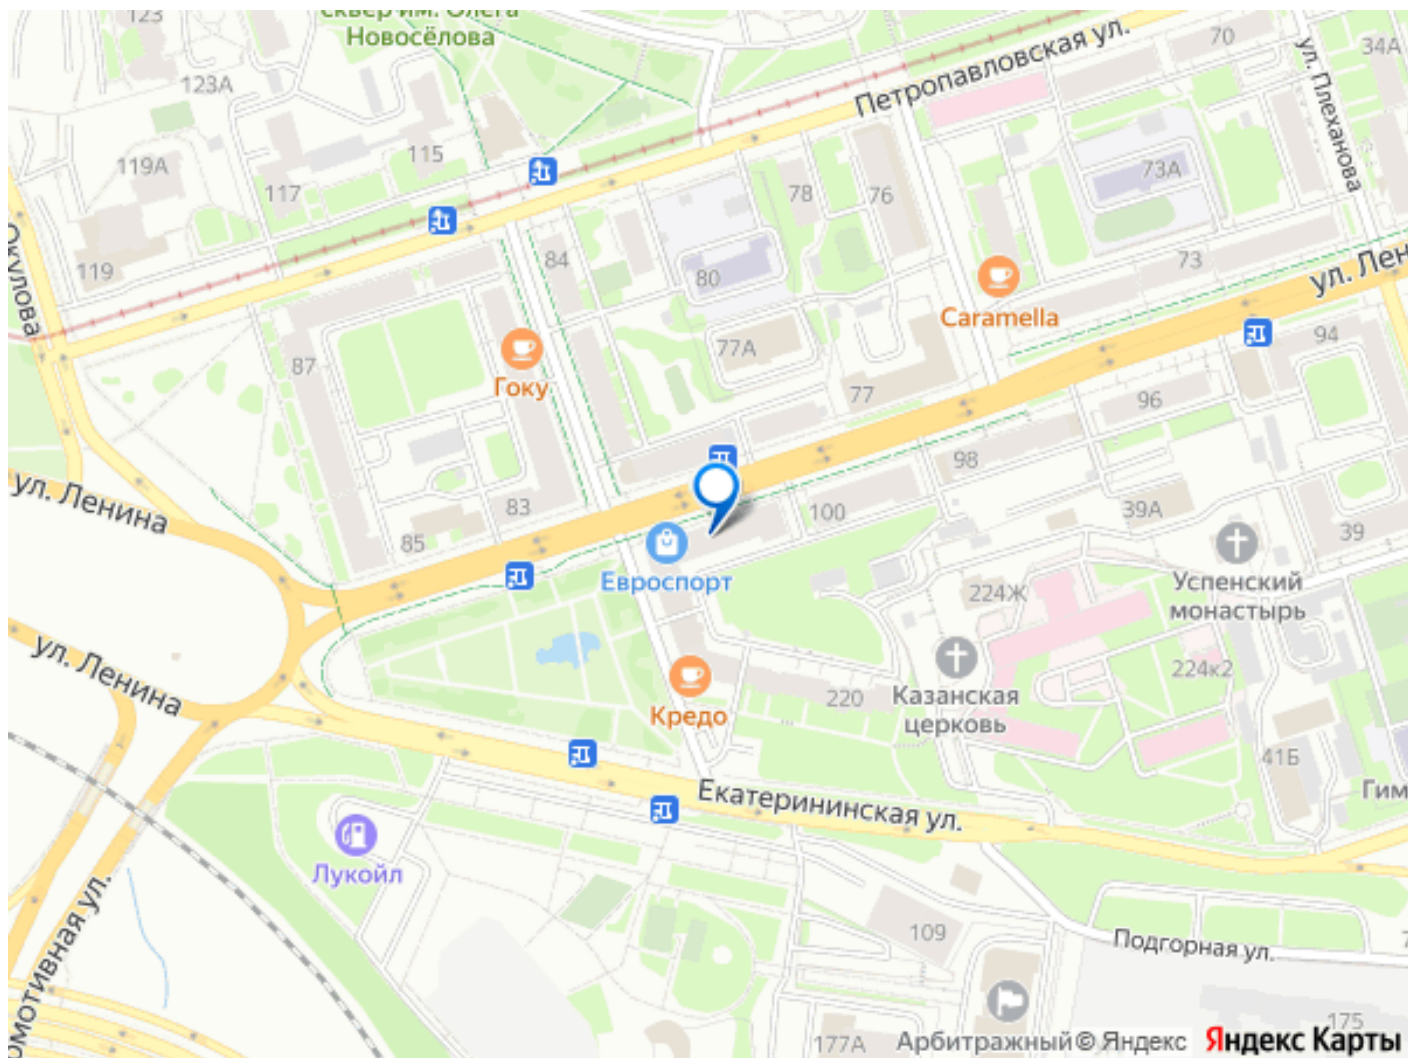 123
сквер им. Олега
Новосёлова
123А
Петропавловская ул.
70
ул. Плеханова
34А
119А
115
117
73А
78
76
119
84
80
73
ул. Лен
Окулова
Caramella
94
87
77А
Гоку
77
96
98
ул. Ленина
83
100
39А
39
85
Евроспорт
224Ж
Успенский
монастырь
ул. Ленина
Казанская
церковь
224к2
220
Кредо
41Б
Гим
Екатерининская ул.
Лукойл
109
Подгорная ул.
7
омотивная ул.
175
177А
Арбитражный
© Яндекс
Яндекс Карты